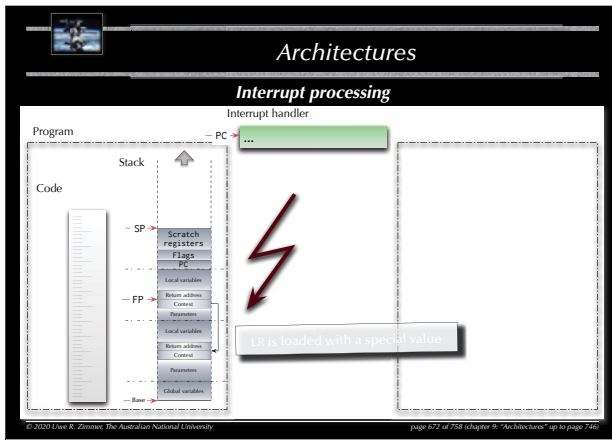 Architectures
Interrupt processing
Interrupt handler
Program
PC
...
Stack
Code
SP
Scratch
registers
Flags
PC
Local variables
FP
Return address
Context
Parameters
Local variables
Return address
Context
Parameters
Global variables
Base
LR is loaded with a special value
© 2020 Uwe R. Zimmer, The Australian National University
page 672 of 758 (chapter 9: "Architectures" up to page 746)